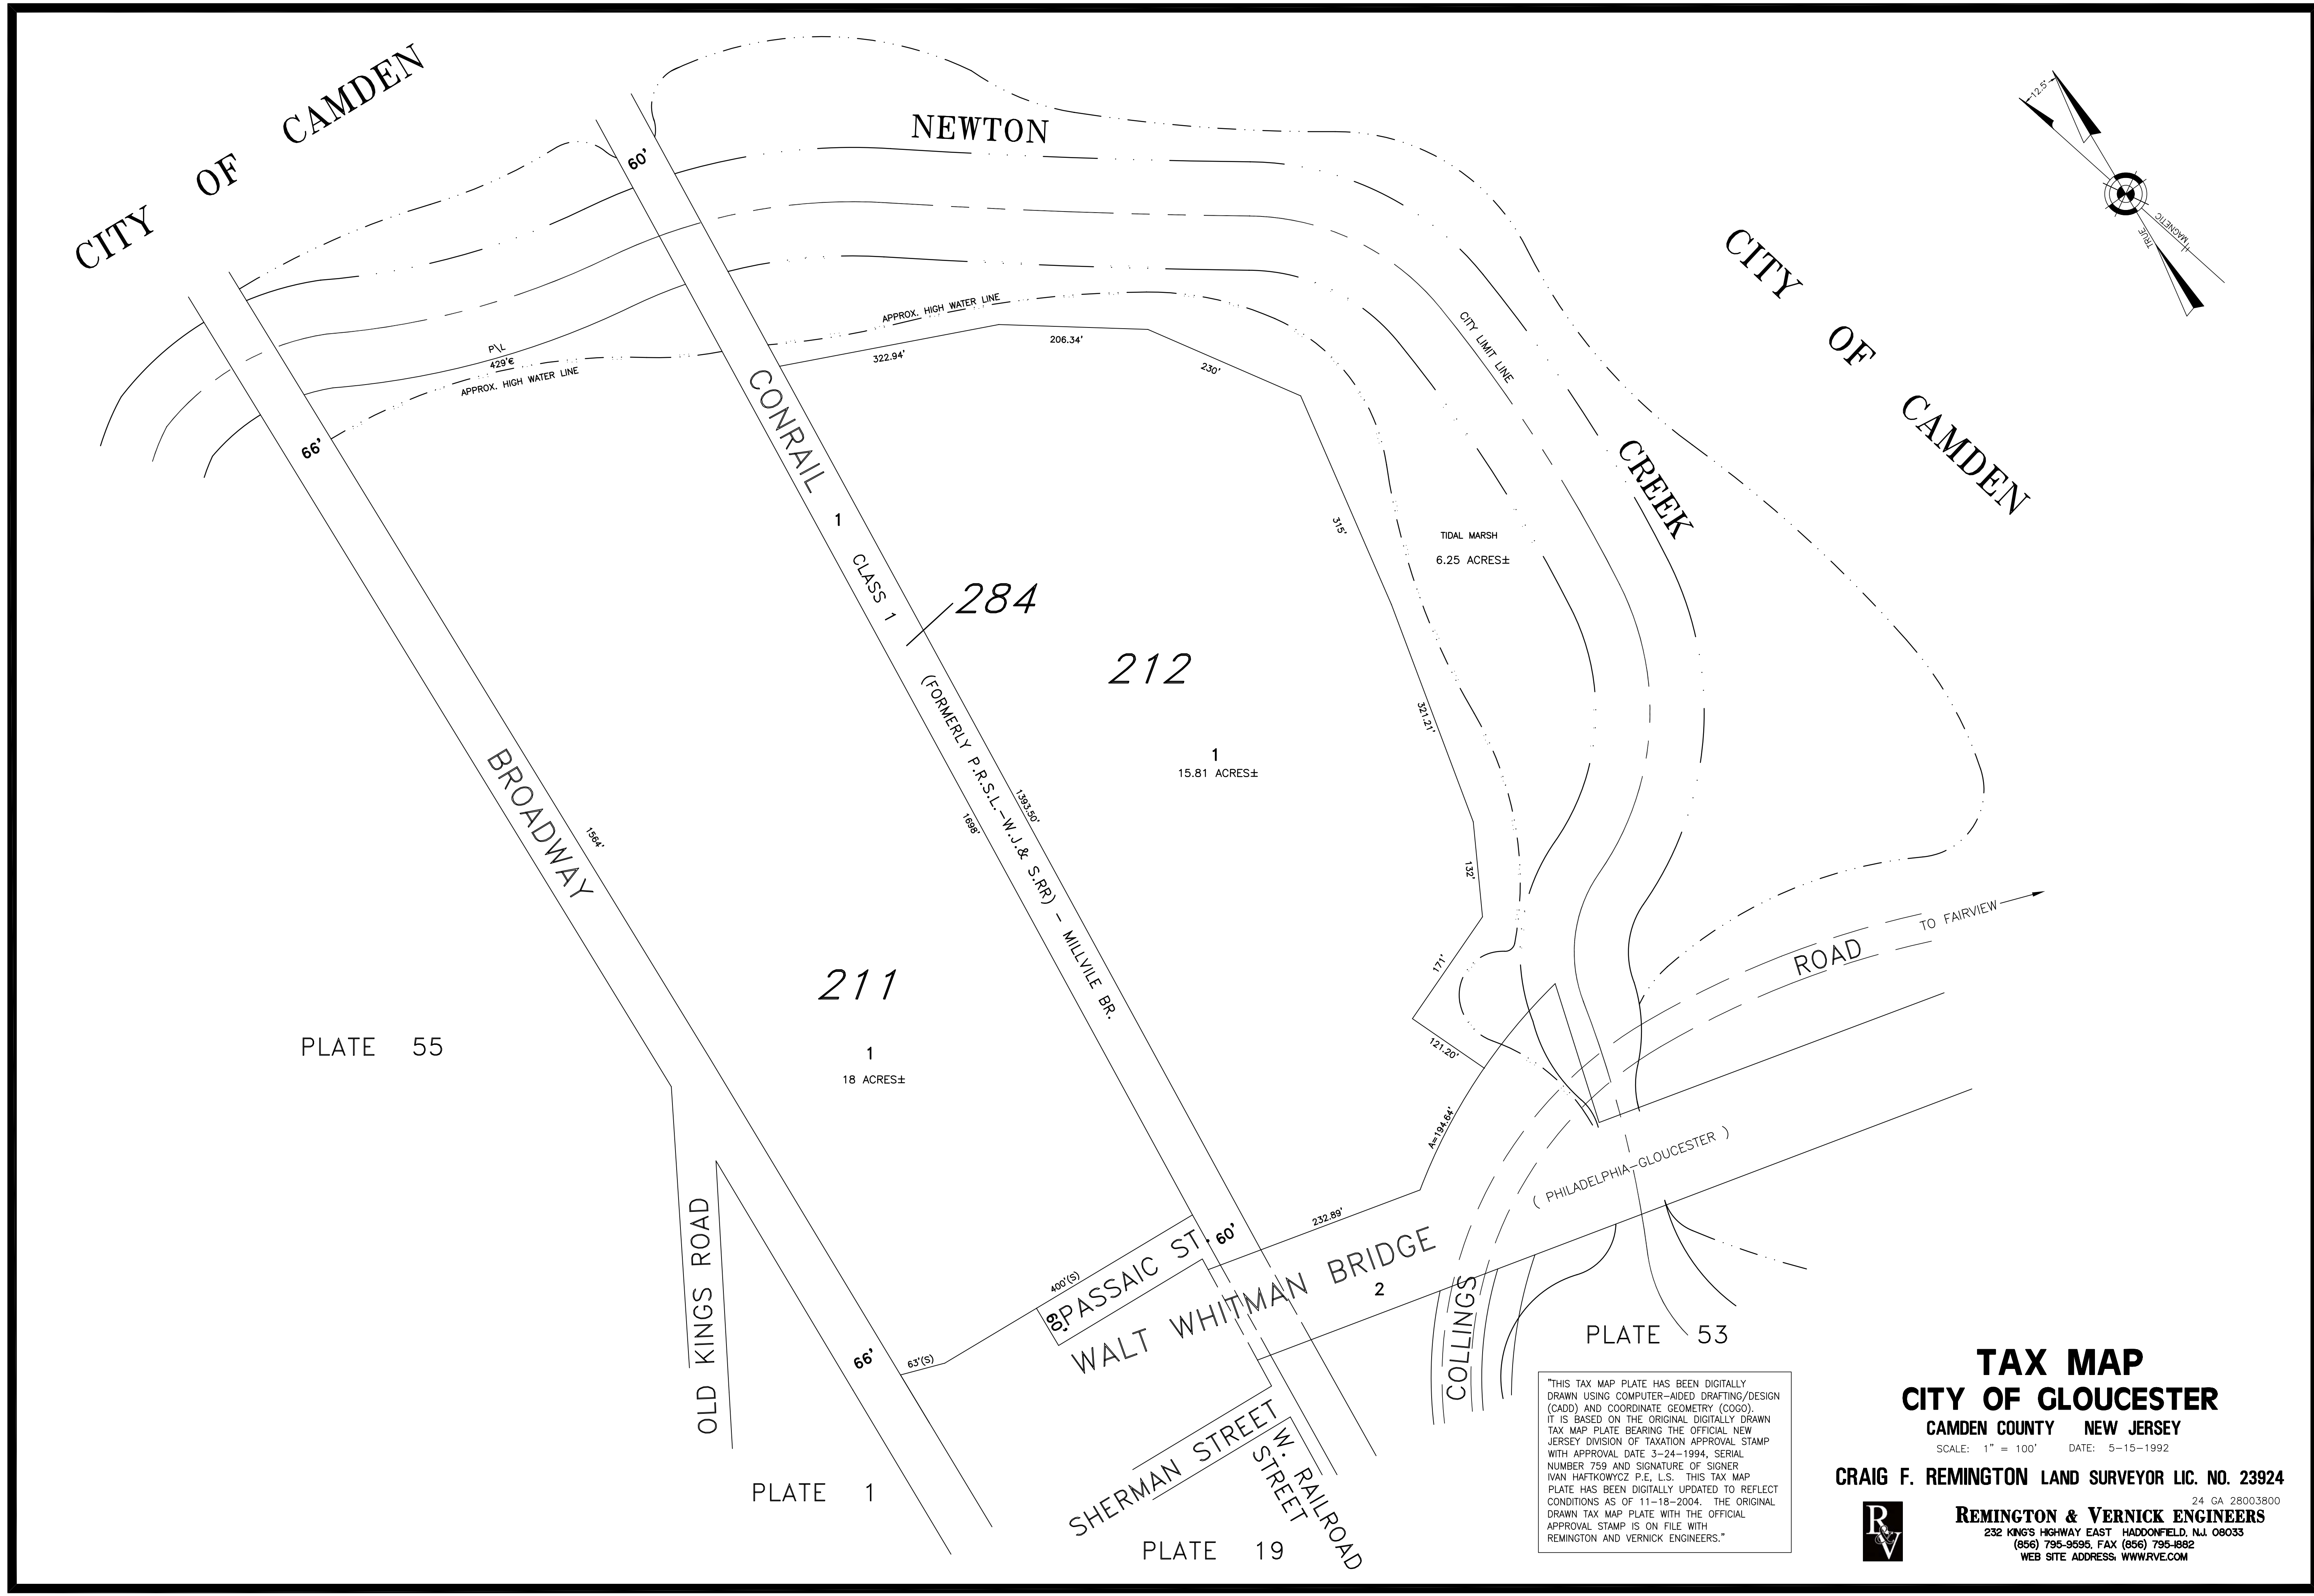 CITY OF CAMDEN
NEWTON
CREEK
CITY OF CAMDEN
12.5'
TRUE
MAGNETIC
60'
66'
P\L
429'€
APPROX. HIGH WATER LINE
APPROX. HIGH WATER LINE
322.94'
206.34'
230'
315'
321.21'
132'
171'
121.20'
A=194.64'
232.89'
CITY LIMIT LINE
TIDAL MARSH
6.25 ACRES±
CONRAIL
1
CLASS 1
(FORMERLY P.R.S.L.-W.J.& S.RR) - MILLVILE BR.
284
212
1
15.81 ACRES±
1393.50'
1698'
BROADWAY
1564'
211
1
18 ACRES±
PLATE 55
OLD KINGS ROAD
66'
63'(S)
400'(S)
60'
PASSAIC ST.
60'
WALT WHITMAN BRIDGE
2
( PHILADELPHIA-GLOUCESTER )
COLLINGS
ROAD
TO FAIRVIEW
PLATE 53
PLATE 1
SHERMAN STREET
W. RAILROAD
STREET
PLATE 19
"THIS TAX MAP PLATE HAS BEEN DIGITALLY
DRAWN USING COMPUTER-AIDED DRAFTING/DESIGN
(CADD) AND COORDINATE GEOMETRY (COGO).
IT IS BASED ON THE ORIGINAL DIGITALLY DRAWN
TAX MAP PLATE BEARING THE OFFICIAL NEW
JERSEY DIVISION OF TAXATION APPROVAL STAMP
WITH APPROVAL DATE 3-24-1994, SERIAL
NUMBER 759 AND SIGNATURE OF SIGNER
IVAN HAFTKOWYCZ P.E, L.S. THIS TAX MAP
PLATE HAS BEEN DIGITALLY UPDATED TO REFLECT
CONDITIONS AS OF 11-18-2004. THE ORIGINAL
DRAWN TAX MAP PLATE WITH THE OFFICIAL
APPROVAL STAMP IS ON FILE WITH
REMINGTON AND VERNICK ENGINEERS."
TAX MAP
CITY OF GLOUCESTER
CAMDEN COUNTY NEW JERSEY
SCALE: 1" = 100' DATE: 5-15-1992
CRAIG F. REMINGTON LAND SURVEYOR LIC. NO. 23924
24 GA 28003800
R&V
REMINGTON & VERNICK ENGINEERS
232 KING'S HIGHWAY EAST HADDONFIELD, N.J. 08033
(856) 795-9595, FAX (856) 795-1882
WEB SITE ADDRESS: WWW.RVE.COM